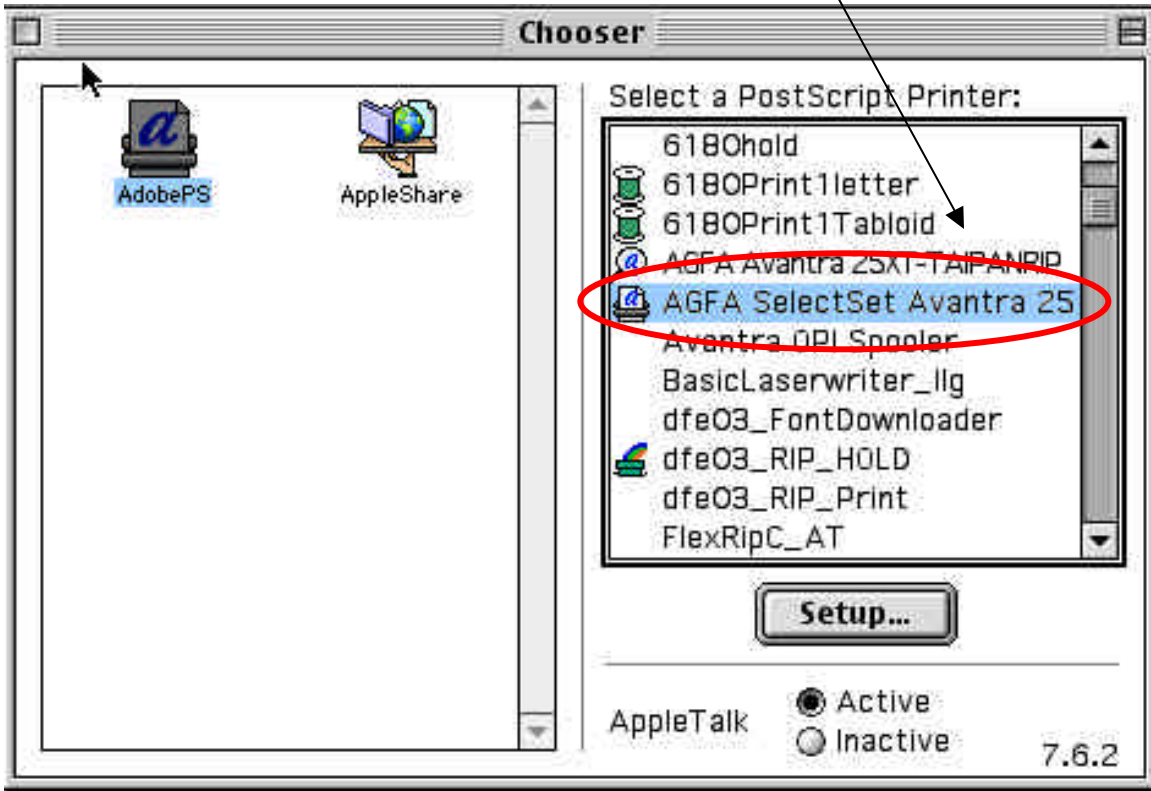 Chooser
AdobePS
AppleShare
Select a PostScript Printer:
6180hold
6180Print1letter
6180Print1Tabloid
AGFA Avantra 25XT-TAIPANRIP
AGFA SelectSet Avantra 25
Avantra OPI Spooler
BasicLaserwriter_IIg
dfe03_FontDownloader
dfe03_RIP_HOLD
dfe03_RIP_Print
FlexRipC_AT
Setup...
AppleTalk
Active
Inactive
7.6.2